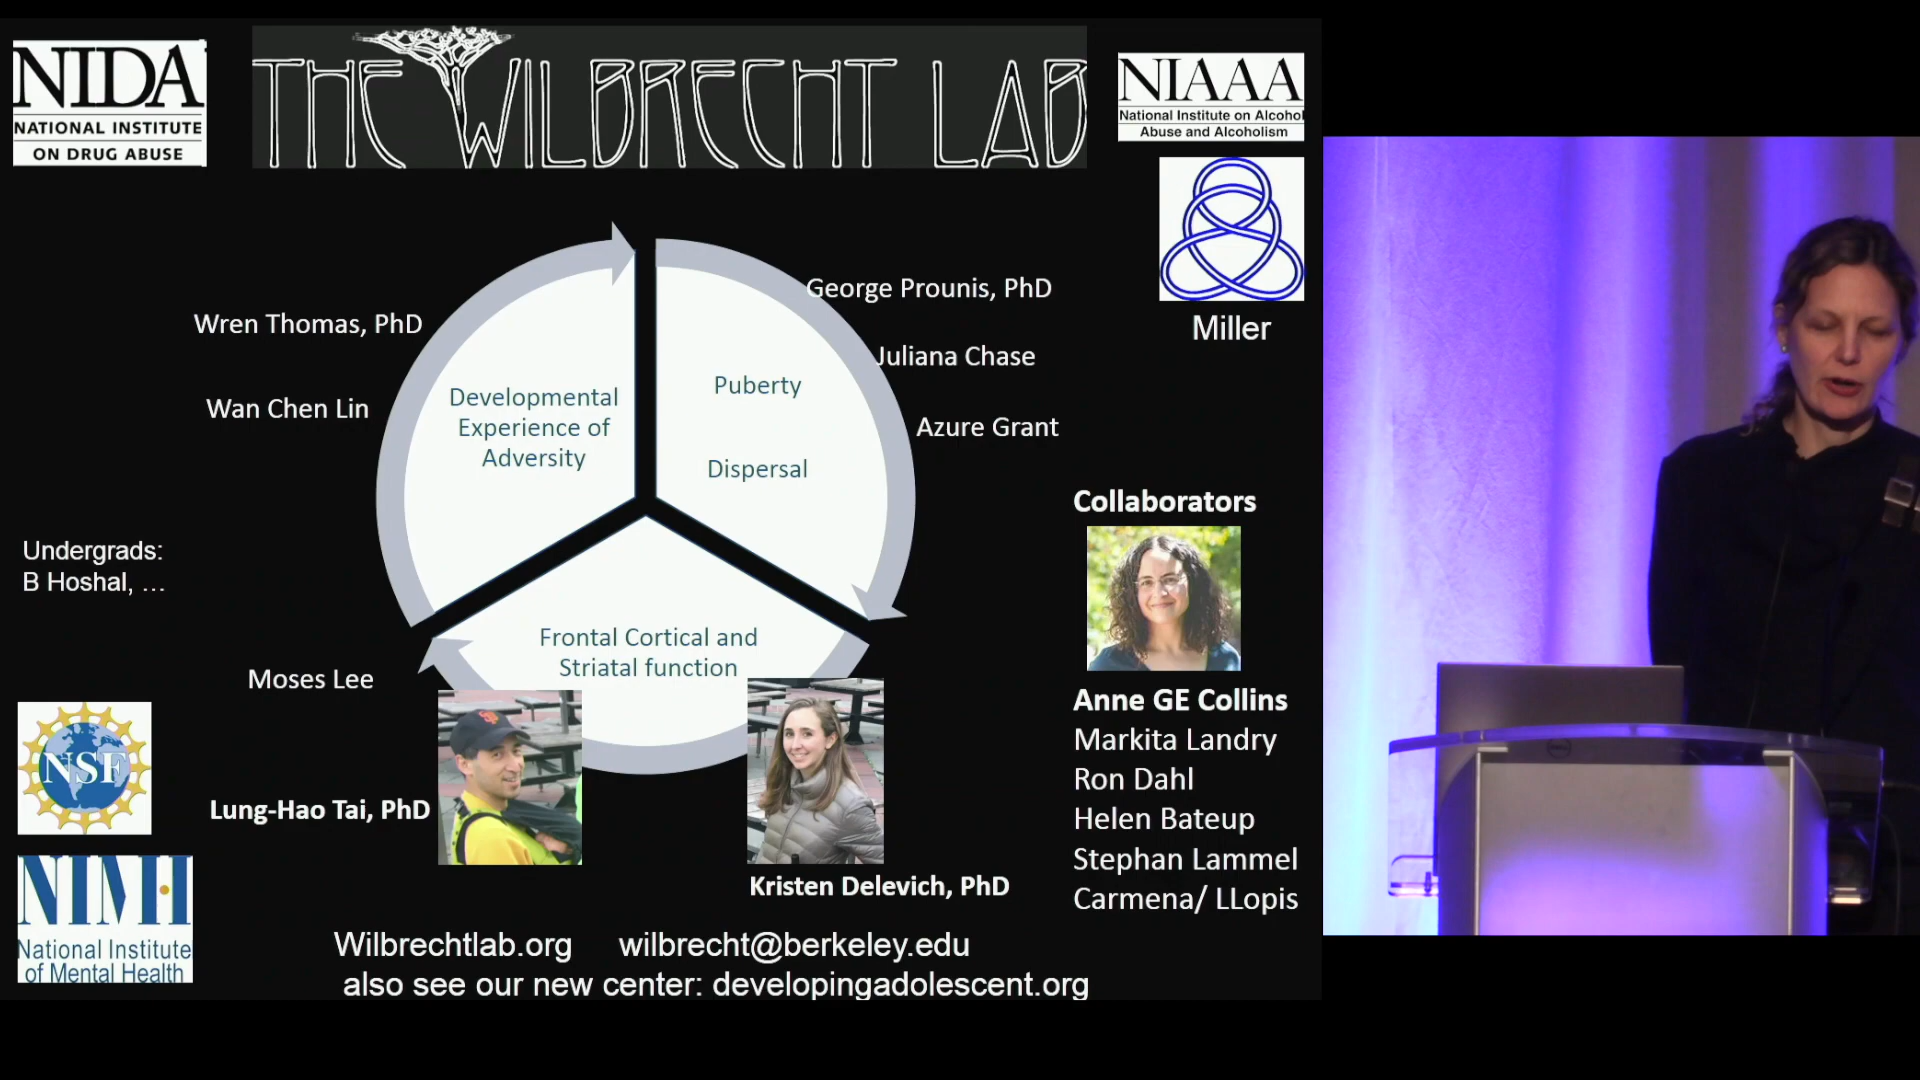 NIDA
NATIONAL INSTITUTE
ON DRUG ABUSE
THE WILBRECHT LAB
NIAAA
National Institute on Alcohol
Abuse and Alcoholism
Miller
George Prounis, PhD
Juliana Chase
Azure Grant
Wren Thomas, PhD
Wan Chen Lin
Developmental
Experience of
Adversity
Puberty
Dispersal
Frontal Cortical and
Striatal function
Undergrads:
B Hoshal, …
Moses Lee
Lung-Hao Tai, PhD
Kristen Delevich, PhD
Collaborators
Anne GE Collins
Markita Landry
Ron Dahl
Helen Bateup
Stephan Lammel
Carmena/ LLopis
NSF
NIMH
National Institute
of Mental Health
Wilbrechtlab.org wilbrecht@berkeley.edu
also see our new center: developingadolescent.org